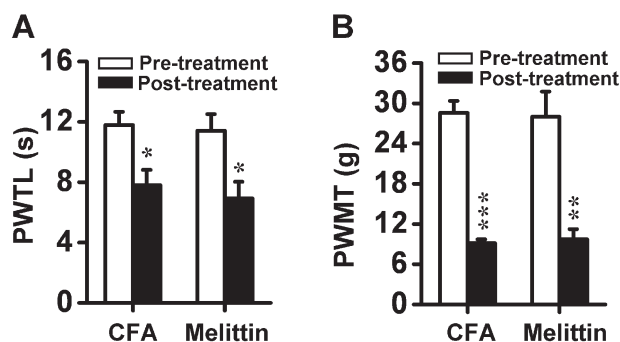 A
PWTL (s)
16
12
8
4
0
Pre-treatment
Post-treatment
*
*
CFA Melittin
B
PWMT (g)
36
30
24
18
12
6
0
Pre-treatment
Post-treatment
***
**
CFA Melittin